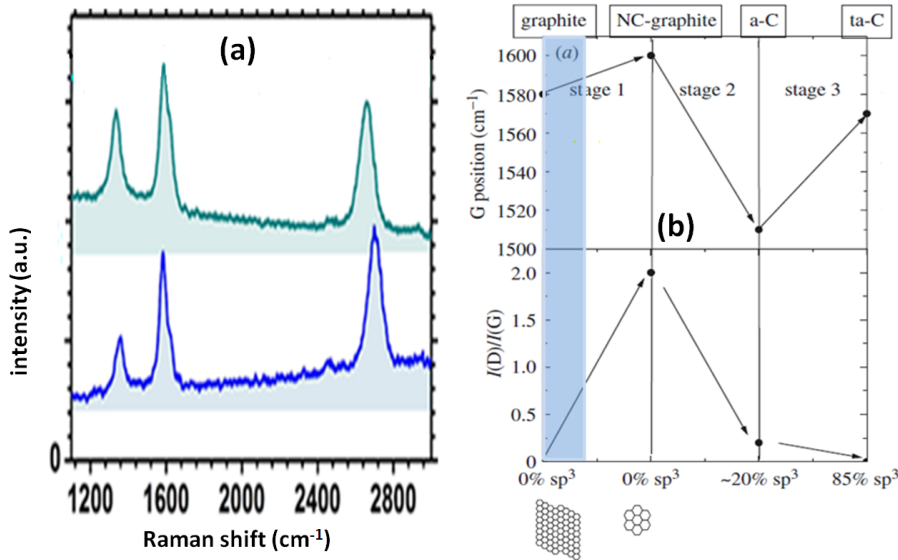 (a)
intensity (a.u.)
0
1200 1600 2000 2400 2800
Raman shift (cm⁻¹)
graphite NC-graphite a-C ta-C
(a)
1600
1580
1560
1540
1520
1510
1500
G position (cm⁻¹)
stage 1 stage 2 stage 3
(b)
2.0
1.5
1.0
0.5
0
I(D)/I(G)
0% sp³ 0% sp³ ~20% sp³ 85% sp³